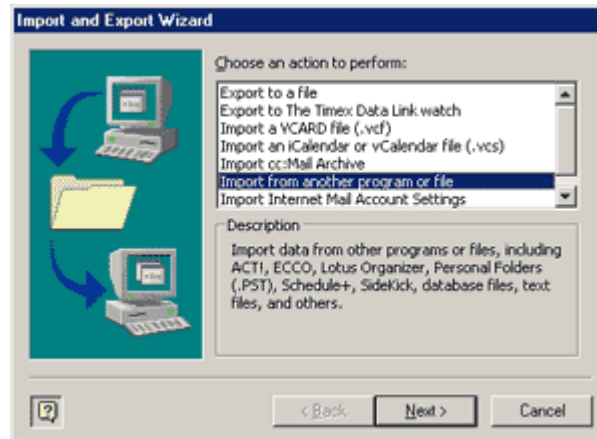 Import and Export Wizard
Choose an action to perform:
Export to a file
Export to The Timex Data Link watch
Import a VCARD file (.vcf)
Import an iCalendar or vCalendar file (.vcs)
Import cc:Mail Archive
Import from another program or file
Import Internet Mail Account Settings
Description
Import data from other programs or files, including
ACT!, ECCO, Lotus Organizer, Personal Folders
(.PST), Schedule+, SideKick, database files, text
files, and others.
< Back
Next >
Cancel